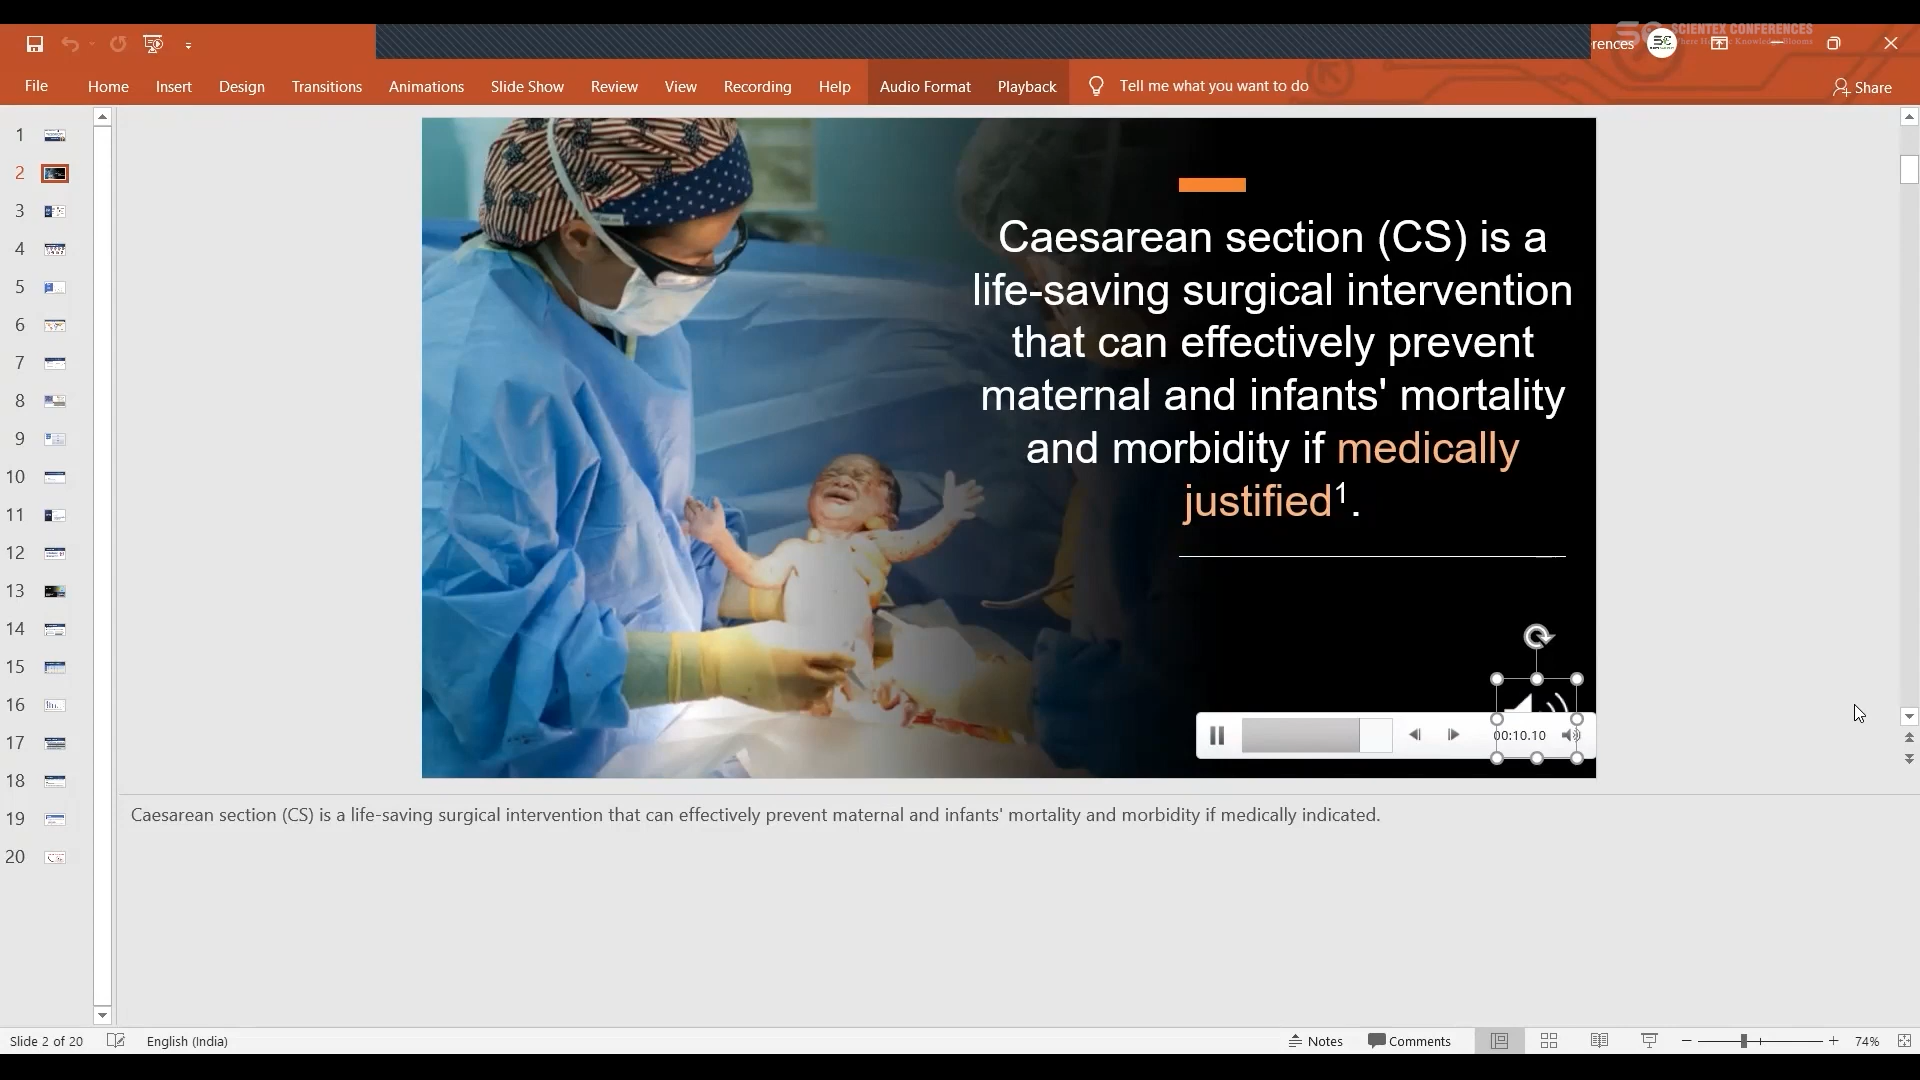 SCIENTEX CONFERENCES
rences
File
Home
Insert
Design
Transitions
Animations
Slide Show
Review
View
Recording
Help
Audio Format
Playback
Tell me what you want to do
Share
1
2
3
4
5
6
7
8
9
10
11
12
13
14
15
16
17
18
19
20
Caesarean section (CS) is a
life-saving surgical intervention
that can effectively prevent
maternal and infants' mortality
and morbidity if medically
justified¹.
00:10.10
Caesarean section (CS) is a life-saving surgical intervention that can effectively prevent maternal and infants' mortality and morbidity if medically indicated.
Slide 2 of 20
English (India)
Notes
Comments
74%